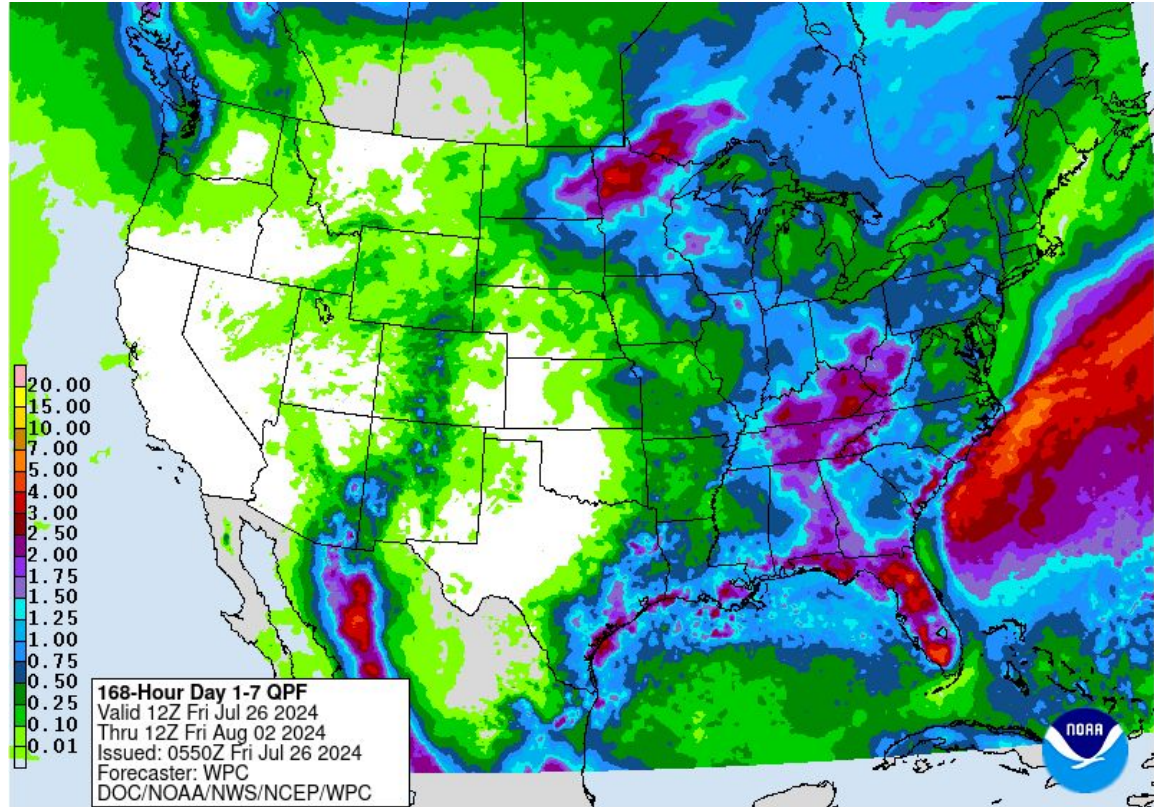 20.00
15.00
10.00
7.00
5.00
4.00
3.00
2.50
2.00
1.75
1.50
1.25
1.00
0.75
0.50
0.25
0.10
0.01
168-Hour Day 1-7 QPF
Valid 12Z Fri Jul 26 2024
Thru 12Z Fri Aug 02 2024
Issued: 0550Z Fri Jul 26 2024
Forecaster: WPC
DOC/NOAA/NWS/NCEP/WPC
NOAA